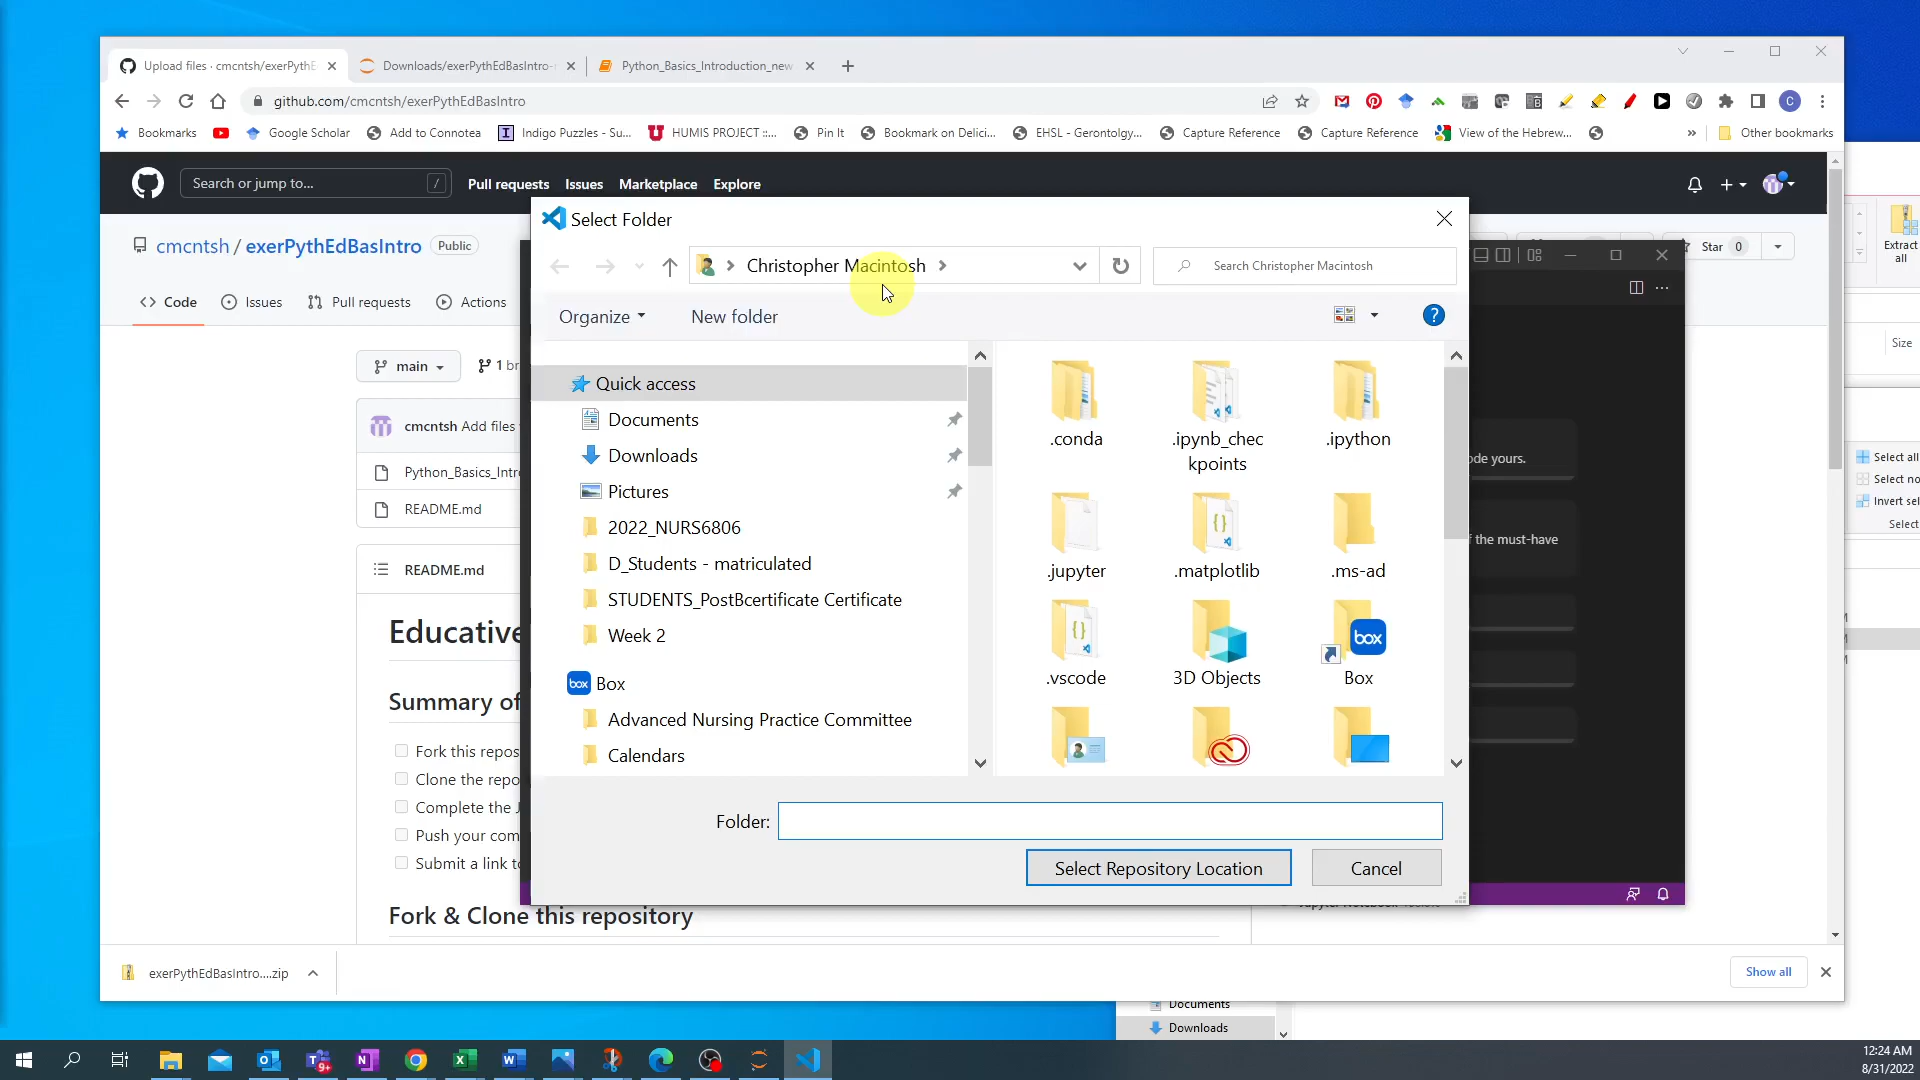 Upload files · cmcntsh/exerPythE
Downloads/exerPythEdBasIntro-
Python_Basics_Introduction_new
github.com/cmcntsh/exerPythEdBasIntro
C
Bookmarks
Google Scholar
Add to Connotea
Indigo Puzzles - Su...
HUMIS PROJECT ::...
Pin It
Bookmark on Delici...
EHSL - Gerontolgy...
Capture Reference
Capture Reference
View of the Hebrew...
»
Other bookmarks
Search or jump to...
/
Pull requests
Issues
Marketplace
Explore
cmcntsh / exerPythEdBasIntro
Public
Star 0
Code
Issues
Pull requests
Actions
main
1 br
cmcntsh Add files
Python_Basics_Intr
README.md
README.md
Educative
Summary of
Fork this repos
Clone the repo
Complete the J
Push your com
Submit a link to
Fork & Clone this repository
Select Folder
Christopher Macintosh
Search Christopher Macintosh
Organize
New folder
?
Quick access
Documents
Downloads
Pictures
2022_NURS6806
D_Students - matriculated
STUDENTS_PostBcertificate Certificate
Week 2
box Box
Advanced Nursing Practice Committee
Calendars
.conda
.ipynb_chec
kpoints
.ipython
.jupyter
.matplotlib
.ms-ad
.vscode
3D Objects
box
Box
Folder:
Select Repository Location
Cancel
ode yours.
f the must-have
Extract
all
Size
Select all
Select no
Invert sel
Select
exerPythEdBasIntro....zip
Show all
Documents
Downloads
9+
12:24 AM
8/31/2022